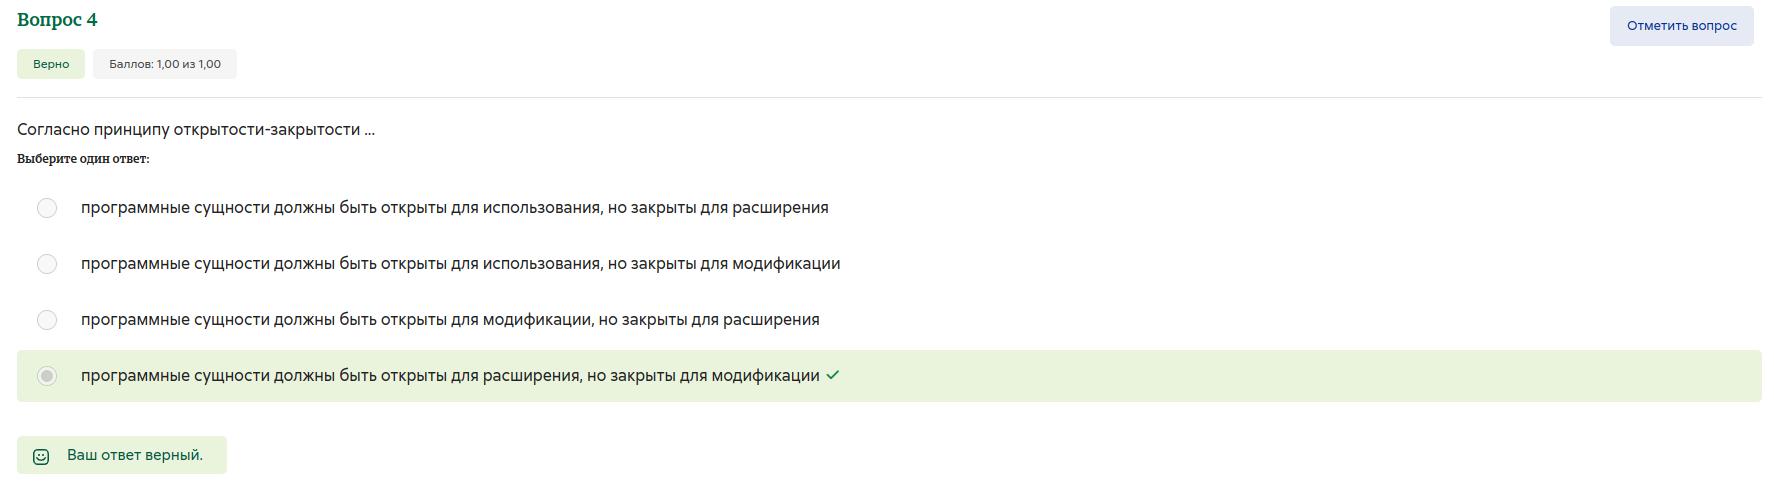 Вопрос 4
Отметить вопрос
Верно
Баллов: 1,00 из 1,00
Согласно принципу открытости-закрытости ...
Выберите один ответ:
программные сущности должны быть открыты для использования, но закрыты для расширения
программные сущности должны быть открыты для использования, но закрыты для модификации
программные сущности должны быть открыты для модификации, но закрыты для расширения
программные сущности должны быть открыты для расширения, но закрыты для модификации
Ваш ответ верный.